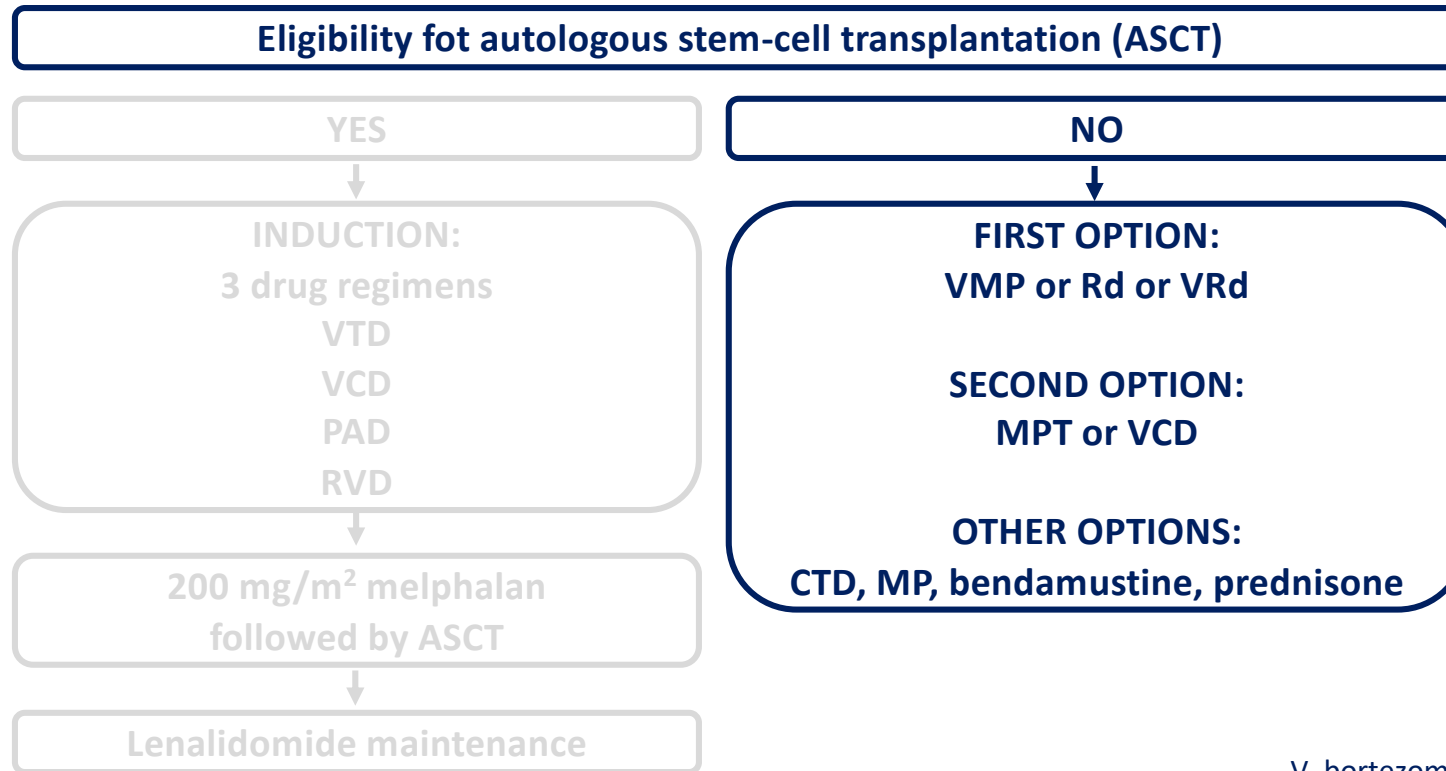 Eligibility fot autologous stem-cell transplantation (ASCT)
YES
INDUCTION:
3 drug regimens
VTD
VCD
PAD
RVD
200 mg/m² melphalan
followed by ASCT
Lenalidomide maintenance
NO
FIRST OPTION:
VMP or Rd or VRd
SECOND OPTION:
MPT or VCD
OTHER OPTIONS:
CTD, MP, bendamustine, prednisone